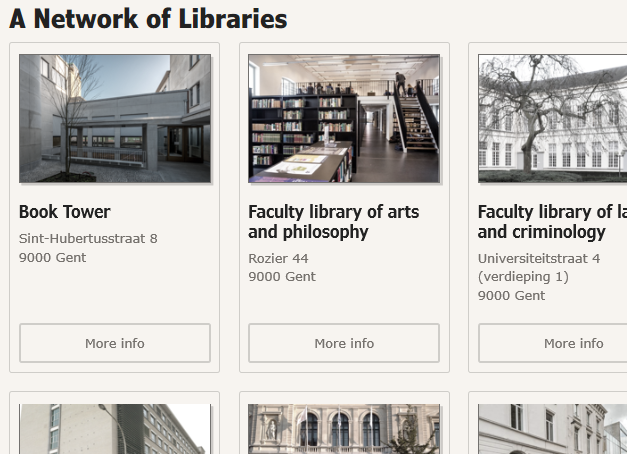 A Network of Libraries
Book Tower
Sint-Hubertusstraat 8
9000 Gent
More info
Faculty library of arts
and philosophy
Rozier 44
9000 Gent
More info
Faculty library of
and criminology
Universiteitstraat 4
(verdieping 1)
9000 Gent
More info